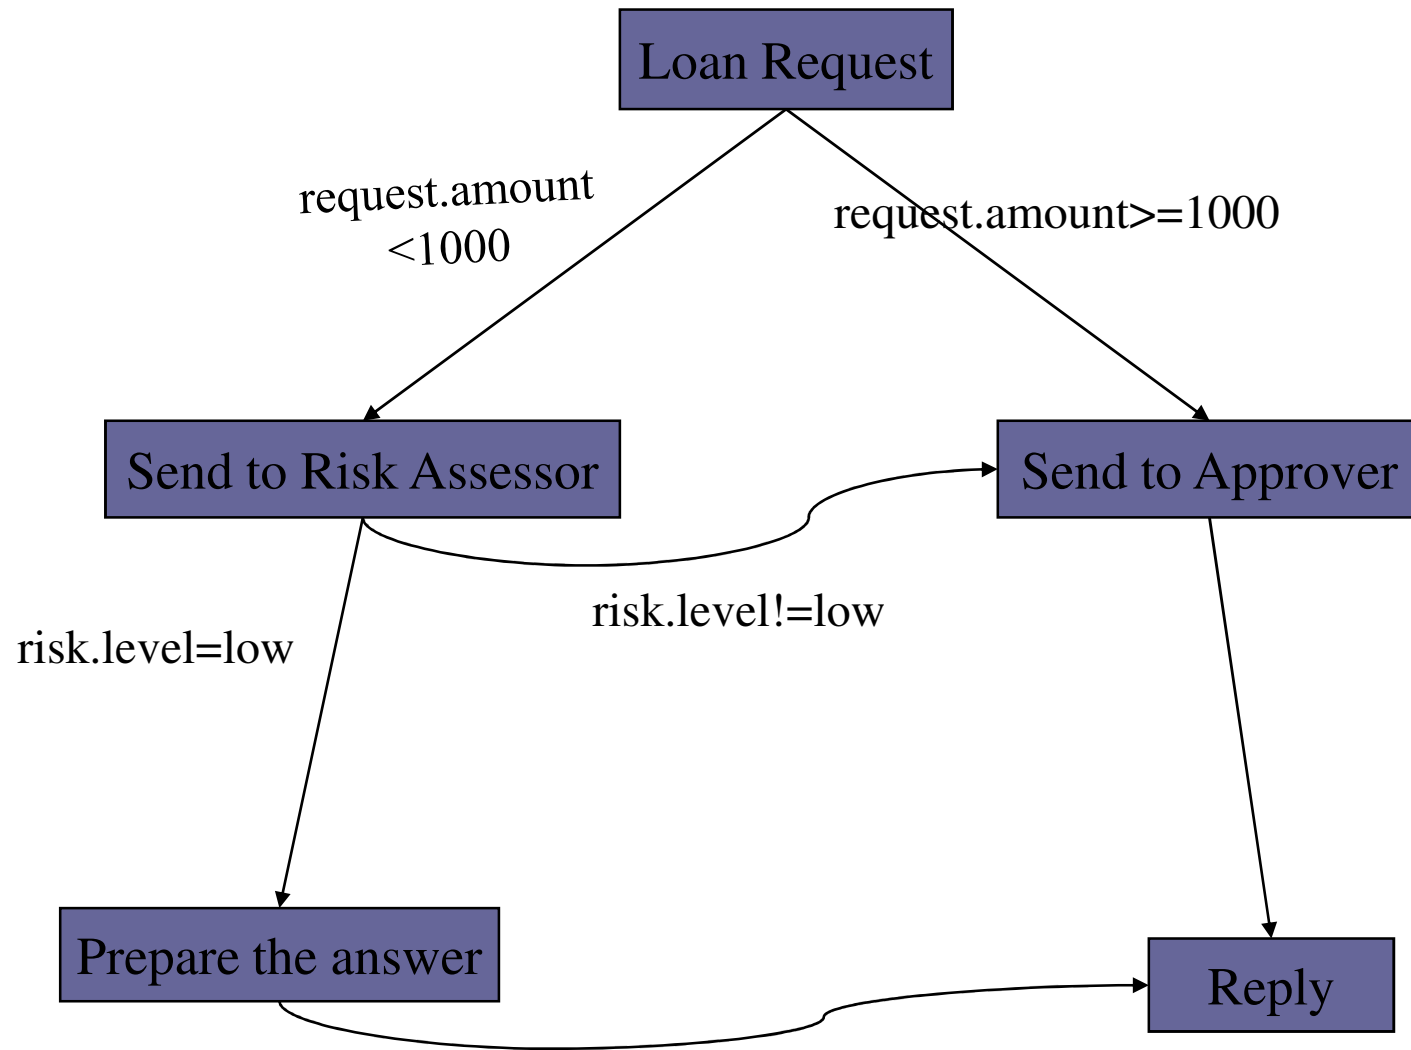 Loan Request
request.amount
<1000
request.amount>=1000
Send to Risk Assessor
Send to Approver
risk.level!=low
risk.level=low
Prepare the answer
Reply